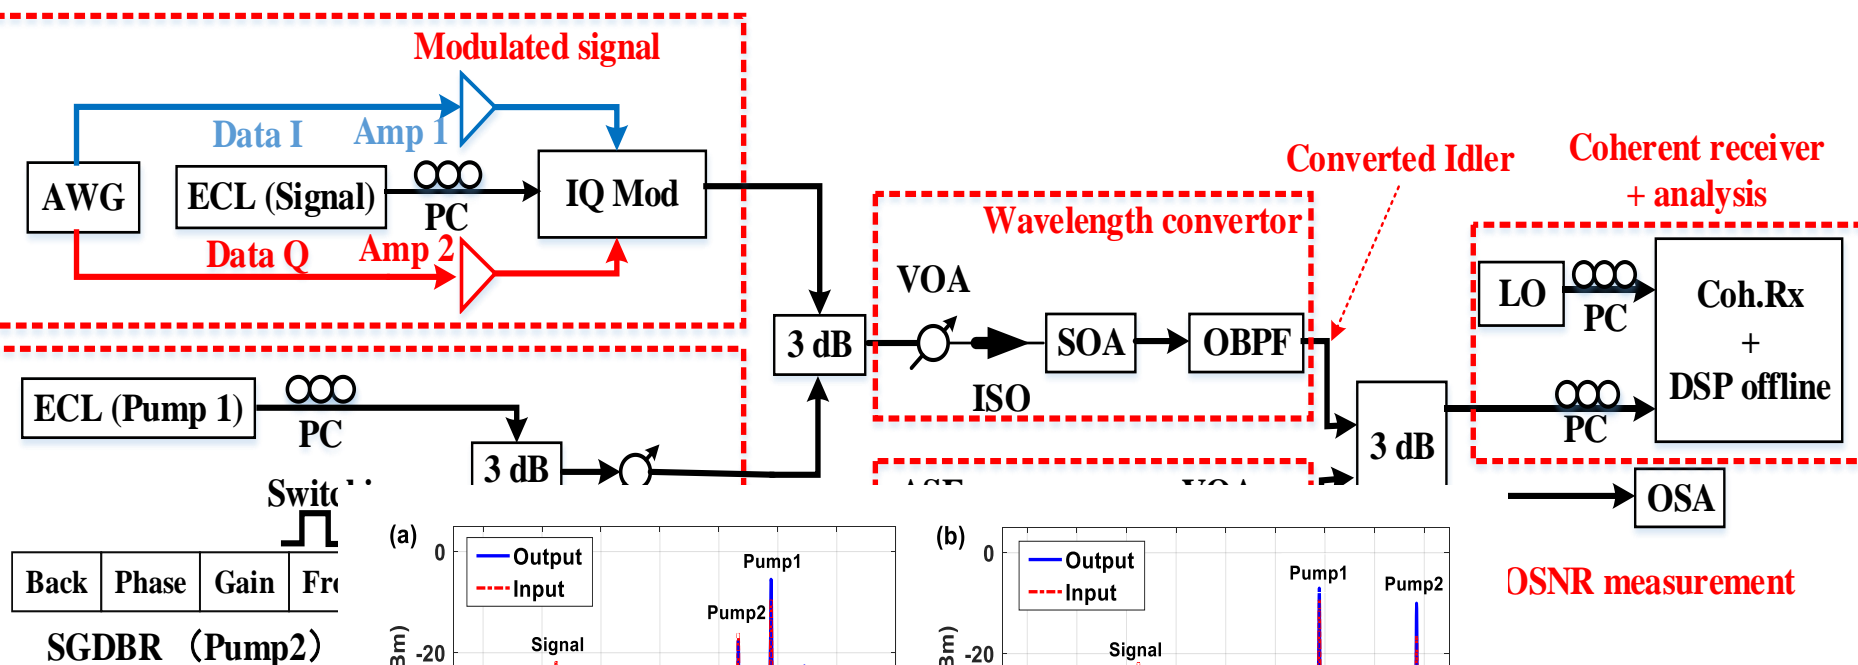 Modulated signal
Data I
Amp 1
AWG
ECL (Signal)
PC
IQ Mod
Data Q
Amp 2
Converted Idler
Coherent receiver
+ analysis
Wavelength convertor
VOA
3 dB
ISO
SOA
OBPF
LO
PC
Coh.Rx
+
DSP offline
PC
3 dB
ECL (Pump 1)
PC
3 dB
OSA
OSNR measurement
Back
Phase
Gain
SGDBR (Pump2)
(a)
0
Output
Input
Pump1
Pump2
Signal
-20
(b)
0
Output
Input
Pump1
Pump2
Signal
-20